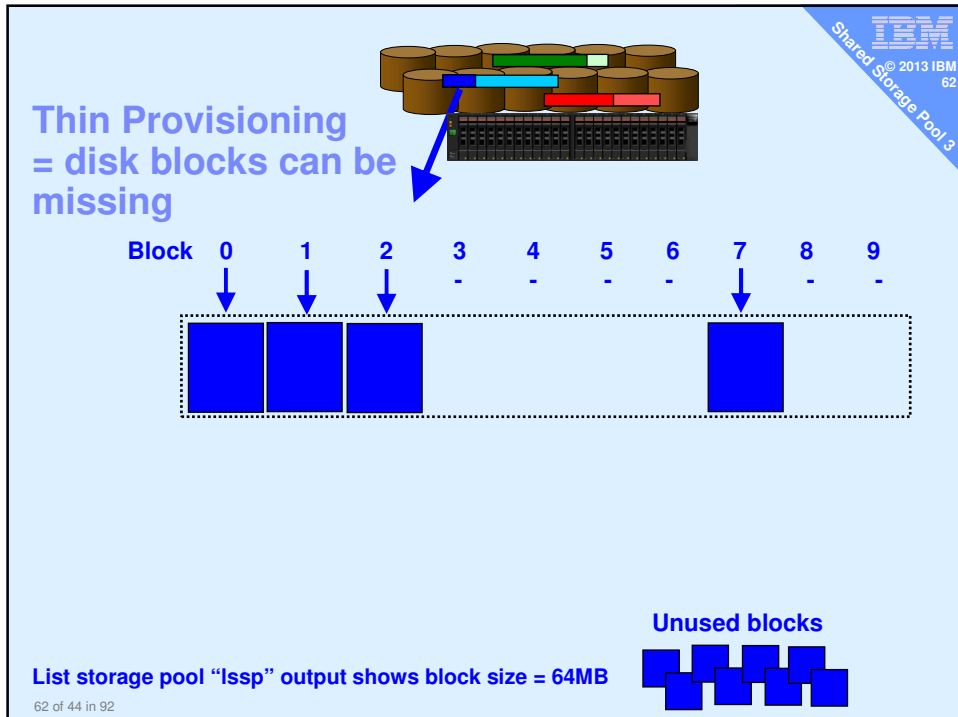 IBM
© 2013 IBM
62
Shared Storage Pool 3
Thin Provisioning
= disk blocks can be
missing
Block 0 1 2 3 4 5 6 7 8 9
- - - - - -
Unused blocks
List storage pool “lssp” output shows block size = 64MB
62 of 44 in 92